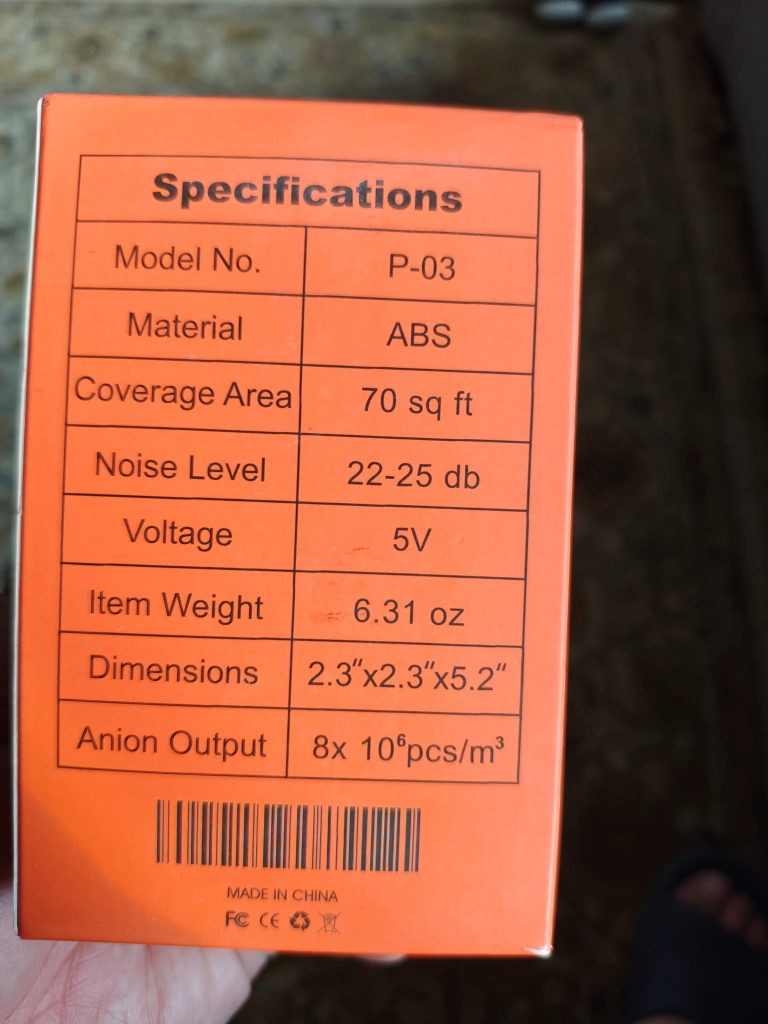 Specifications
Model No. P-03
Material ABS
Coverage Area 70 sq ft
Noise Level 22-25 db
Voltage 5V
Item Weight 6.31 oz
Dimensions 2.3"x2.3"x5.2"
Anion Output 8x 10⁶pcs/m³
MADE IN CHINA
FC CE